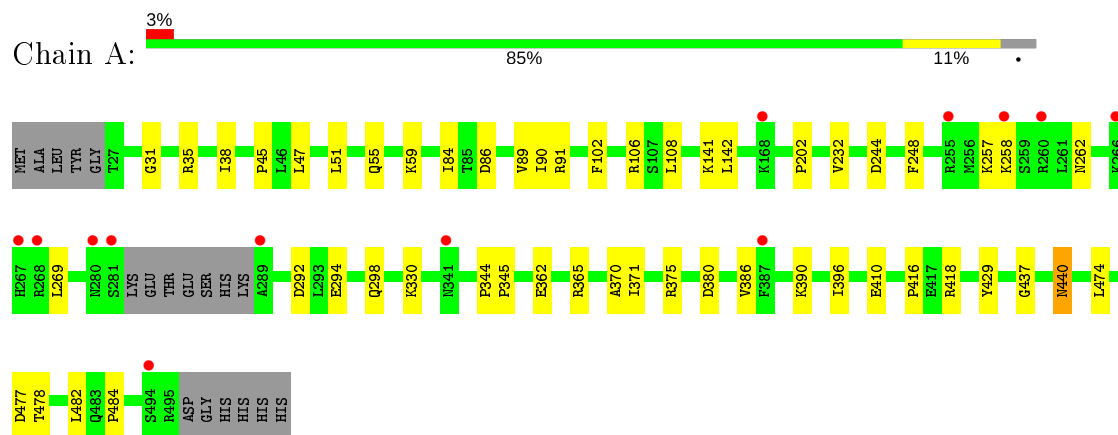 3%
Chain A:
85% 11% •
MET ALA LEU TYR GLY T27 G31 R35 I38 P45 L46 L47 L51 Q55 K59 I84 T85 D86 V89 I90 R91 F102 R106 S107 L108 K141 L142 K168 P202 V232 D244 F248 R255 M256 K257 K258 S259 R260 L261 N262 K266
H267 R268 L269 N280 S281 LYS GLU THR GLU SER HIS LYS A289 D292 L293 E294 Q298 K330 N341 P344 P345 E362 R365 A370 I371 R375 D380 V386 F387 K390 I396 E410 P416 E417 R418 Y429 G437 N440 L474
D477 T478 L482 Q483 P484 S494 R495 ASP GLY HIS HIS HIS HIS